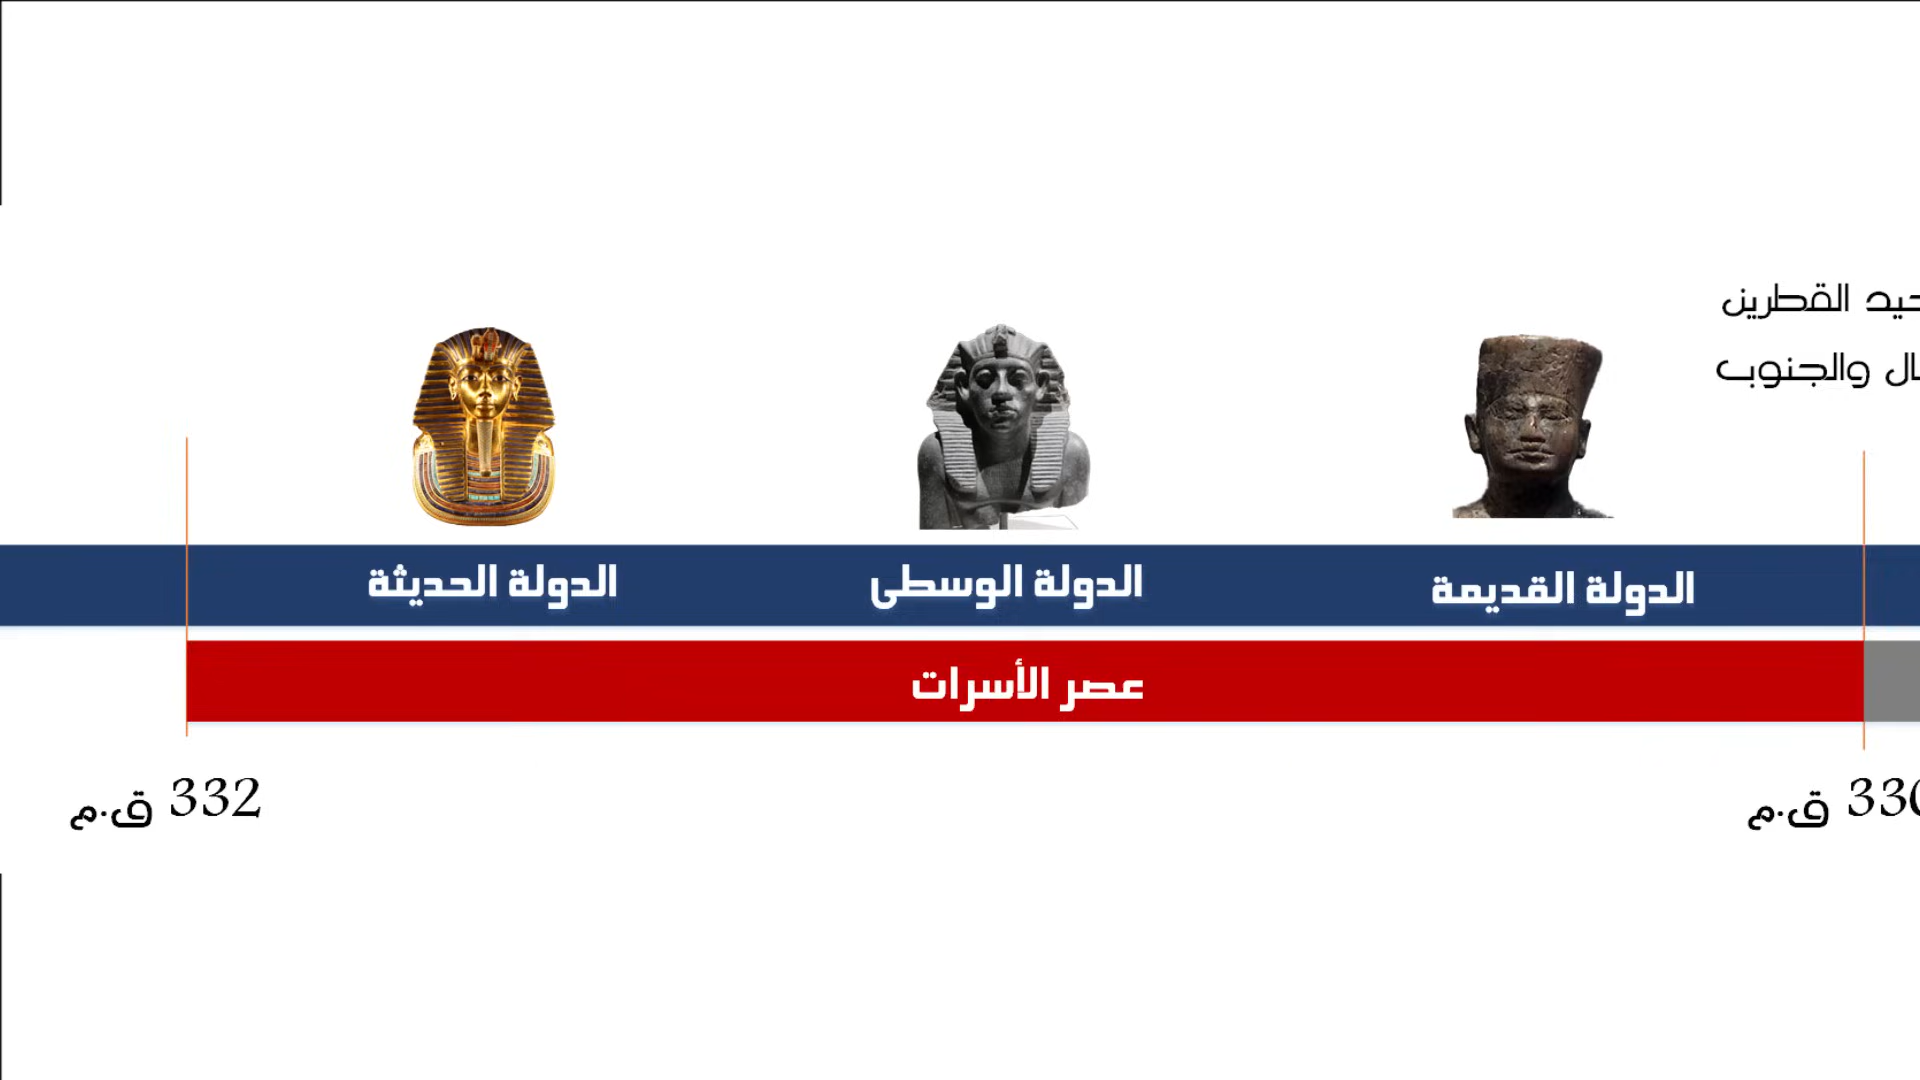 القطرين
والجنوب
الدولة القديمة
الدولة الوسطى
الدولة الحديثة
عصر الأسرات
ق.م
332 ق.م